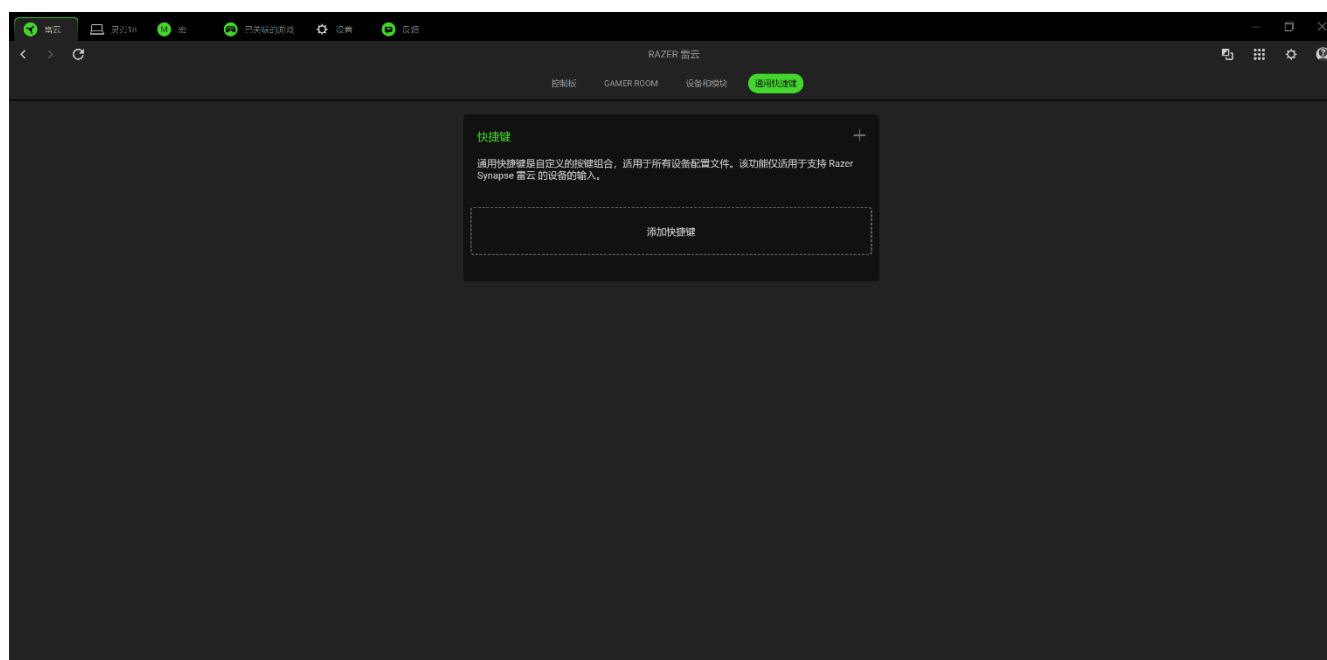 雷云 灵刃18 宏 已关联的游戏 设置 反馈
RAZER 雷云
控制板 GAMER ROOM 设备和模块 通用快捷键
快捷键
通用快捷键是自定义的按键组合，适用于所有设备配置文件。该功能仅适用于支持 Razer
Synapse 雷云 的设备的输入。
添加快捷键